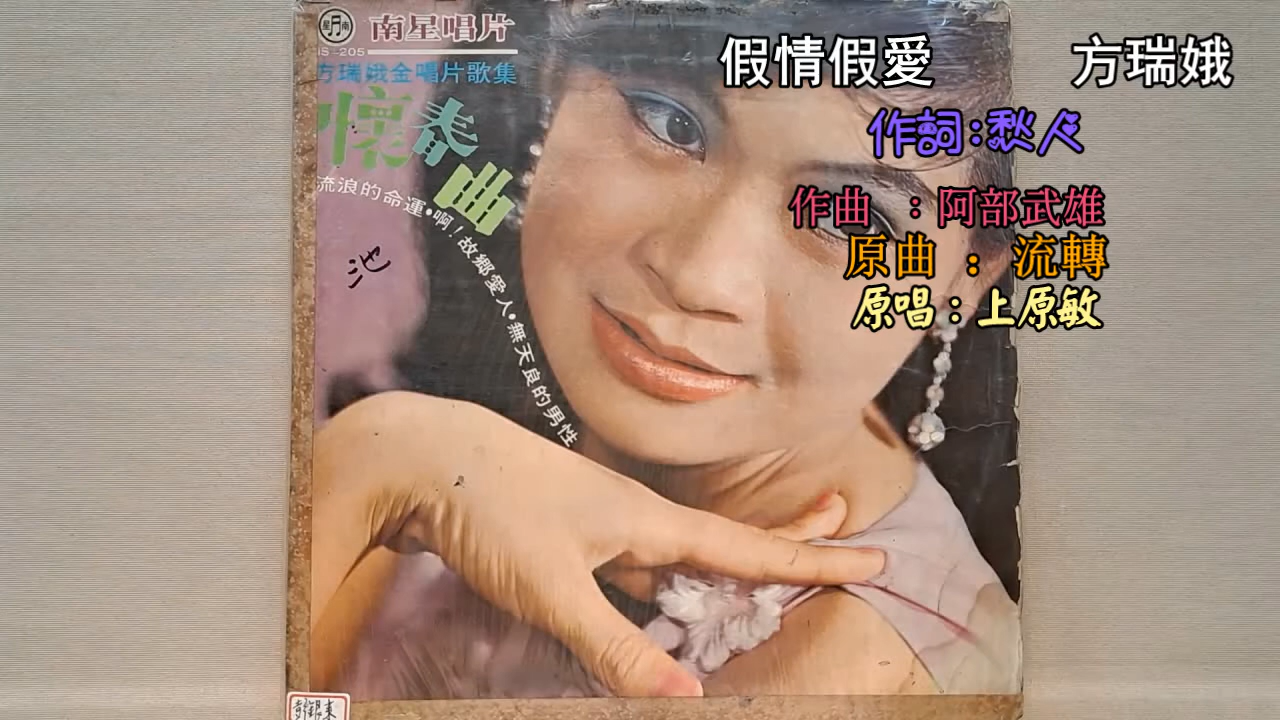 南星唱片
NS-205
方瑞娥金唱片歌集
懷春曲
流浪的命運•啊!故鄉愛人•無天良的男性
池
假情假愛 方瑞娥
作詞:愁人
作曲 :阿部武雄
原曲 : 流轉
原唱:上原敏